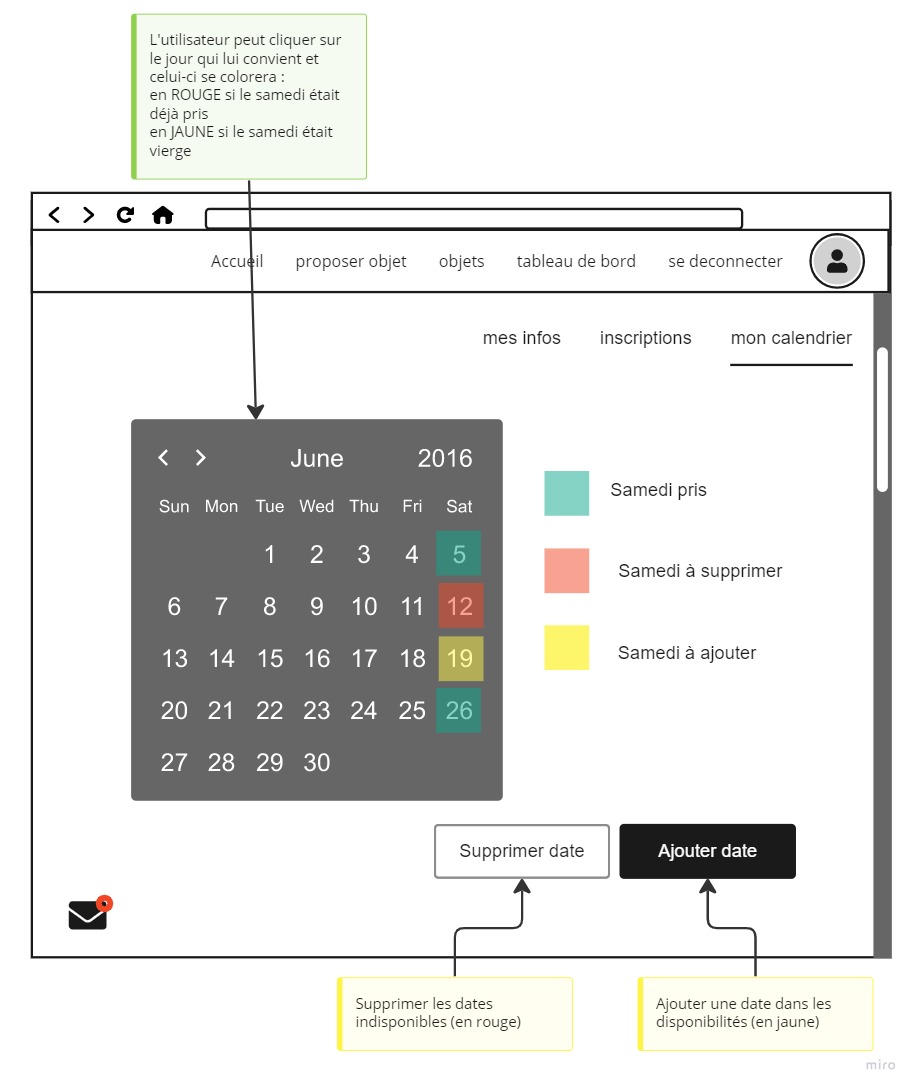 L'utilisateur peut cliquer sur
le jour qui lui convient et
celui-ci se colorera :
en ROUGE si le samedi était
déjà pris
en JAUNE si le samedi était
vierge
Accueil proposer objet objets tableau de bord se deconnecter
mes infos inscriptions mon calendrier
June 2016
Sun Mon Tue Wed Thu Fri Sat
1 2 3 4 5
6 7 8 9 10 11 12
13 14 15 16 17 18 19
20 21 22 23 24 25 26
27 28 29 30
Samedi pris
Samedi à supprimer
Samedi à ajouter
Supprimer date Ajouter date
Supprimer les dates
indisponibles (en rouge)
Ajouter une date dans les
disponibilités (en jaune)
miro